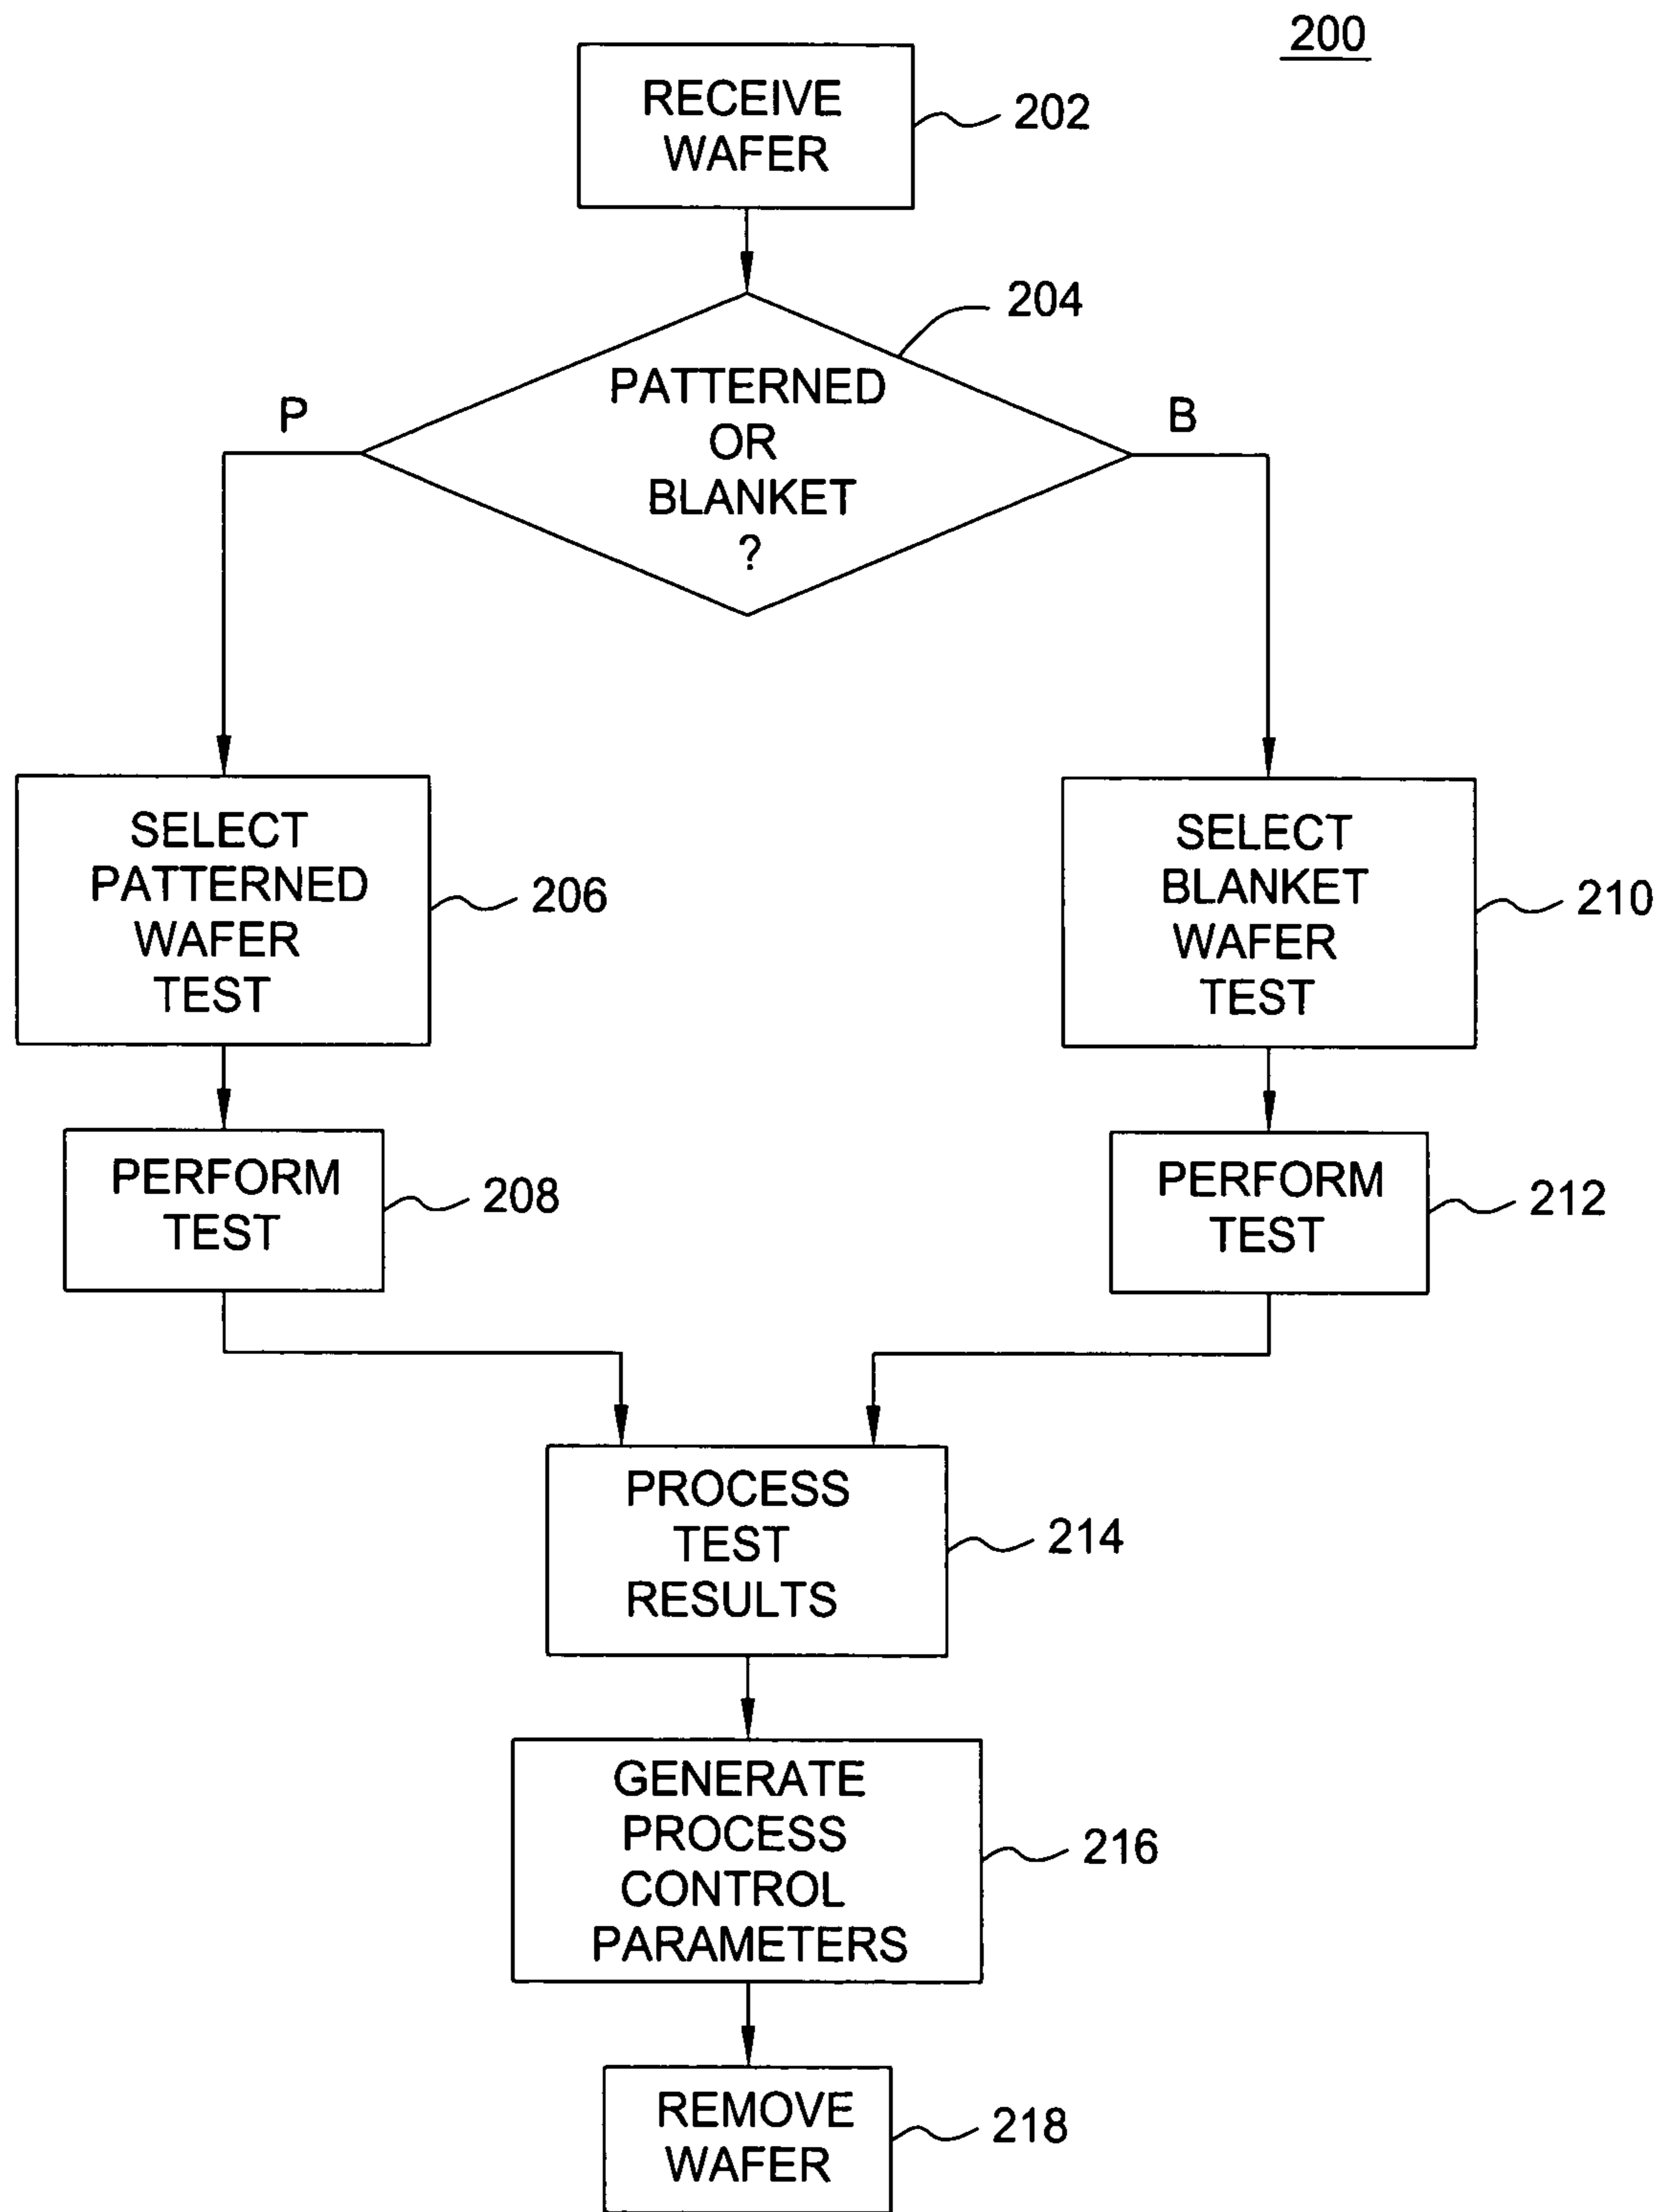 200
RECEIVE
WAFER
202
204
PATTERNED
OR
BLANKET
?
P
B
SELECT
PATTERNED
WAFER
TEST
206
SELECT
BLANKET
WAFER
TEST
210
PERFORM
TEST
208
PERFORM
TEST
212
PROCESS
TEST
RESULTS
214
GENERATE
PROCESS
CONTROL
PARAMETERS
216
REMOVE
WAFER
218